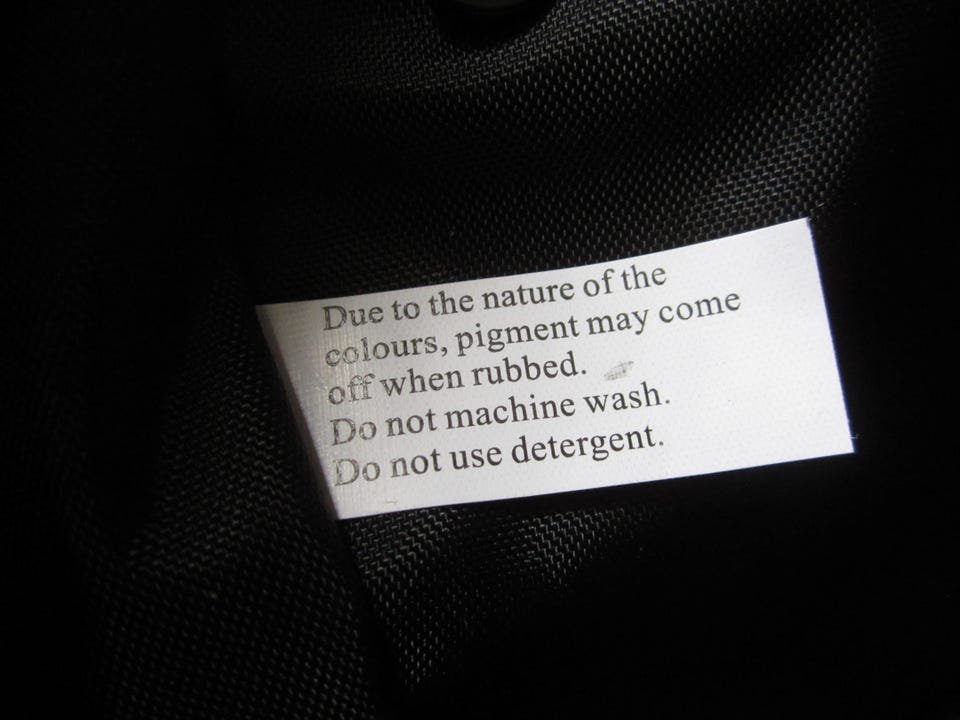 Due to the nature of the
colours, pigment may come
off when rubbed.
Do not machine wash.
Do not use detergent.